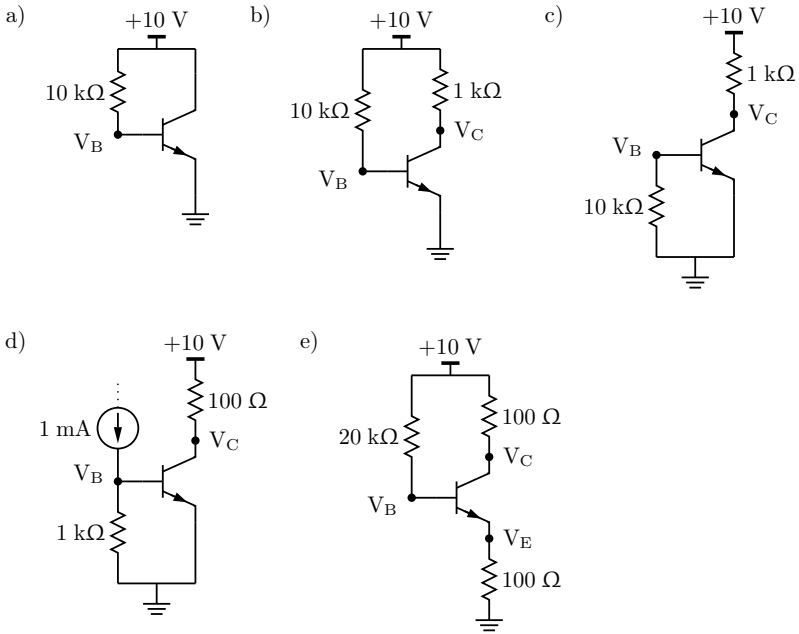 a)
+10 V
10 kΩ
V_B
b)
+10 V
10 kΩ
1 kΩ
V_C
V_B
c)
+10 V
1 kΩ
V_C
V_B
10 kΩ
d)
+10 V
100 Ω
1 mA
V_C
V_B
1 kΩ
e)
+10 V
100 Ω
20 kΩ
V_C
V_B
V_E
100 Ω